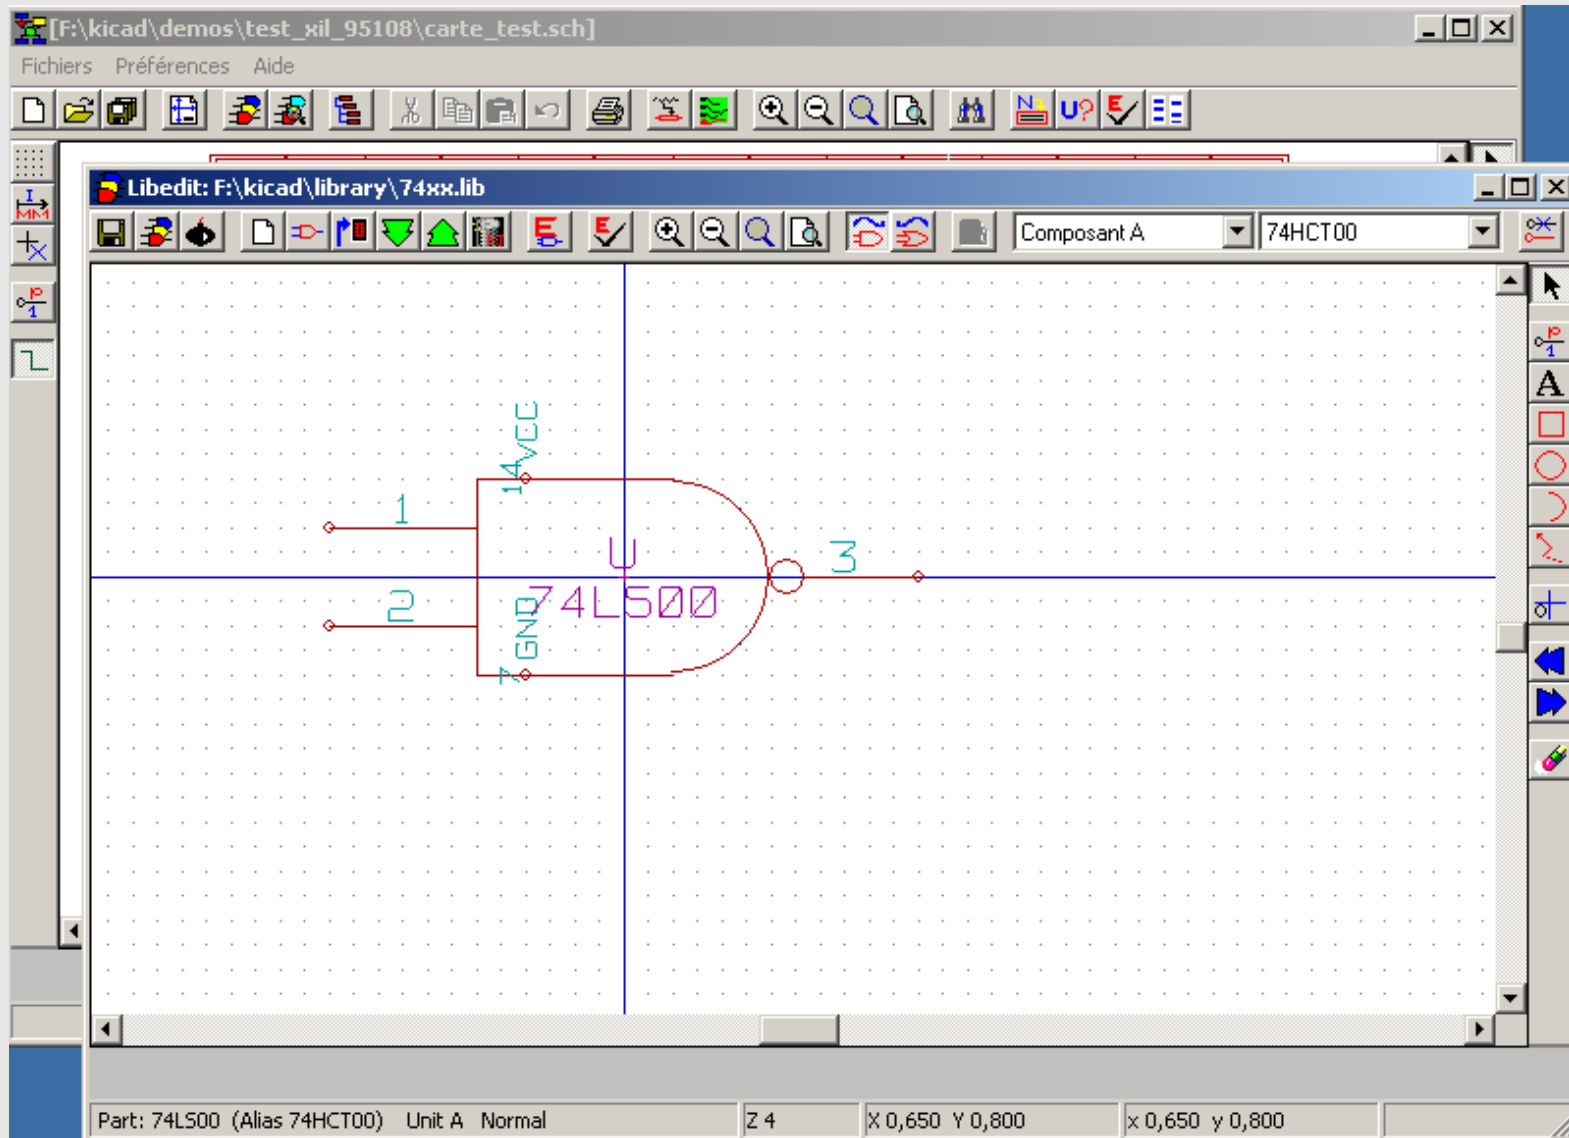 [F:\kicad\demos\test_xil_95108\carte_test.sch]
Fichiers Préférences Aide
U?
Libedit: F:\kicad\library\74xx.lib
Composant A 74HCT00
I
MM
A
VCC
14
1
U
3
74LS00
2
GND
7
Part: 74LS00 (Alias 74HCT00) Unit A Normal Z 4 X 0,650 Y 0,800 x 0,650 y 0,800